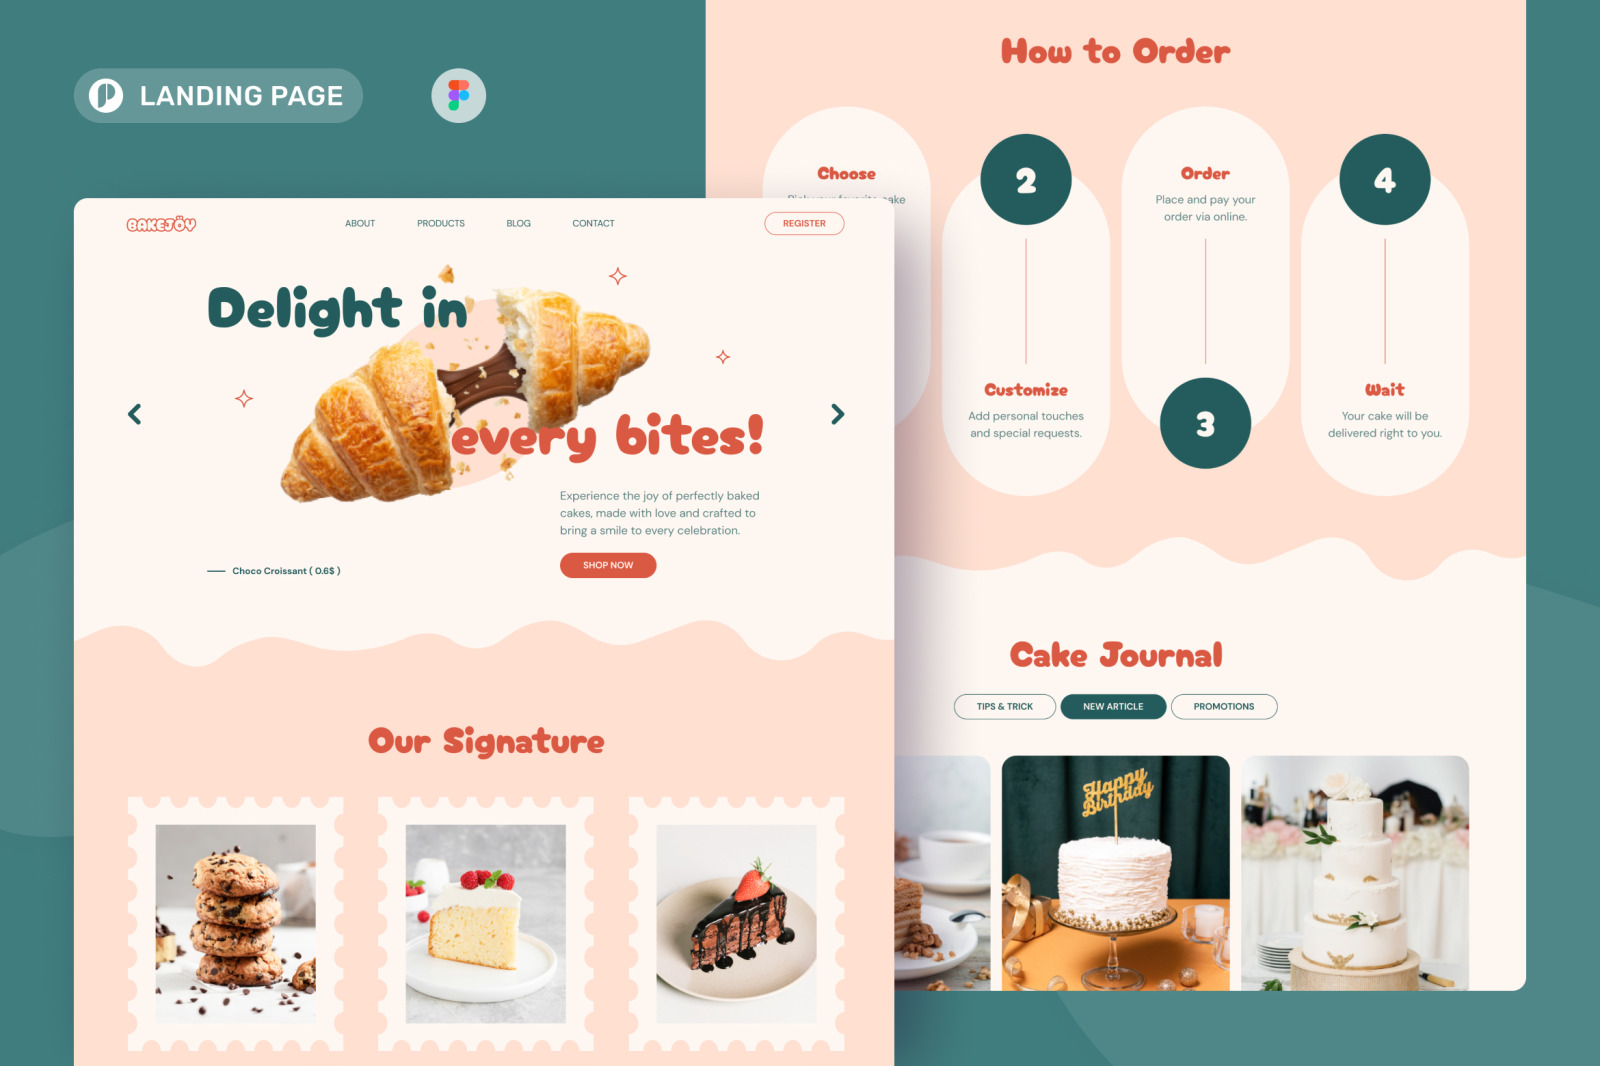 LANDING PAGE
BAKEJÖY
ABOUT
PRODUCTS
BLOG
CONTACT
REGISTER
Delight in
every bites!
Experience the joy of perfectly baked
cakes, made with love and crafted to
bring a smile to every celebration.
SHOP NOW
Choco Croissant ( 0.6$ )
Our Signature
How to Order
Choose
Pick your favorite cake
2
Customize
Add personal touches
and special requests.
Order
Place and pay your
order via online.
3
4
Wait
Your cake will be
delivered right to you.
Cake Journal
TIPS & TRICK
NEW ARTICLE
PROMOTIONS
Happy
Birthday